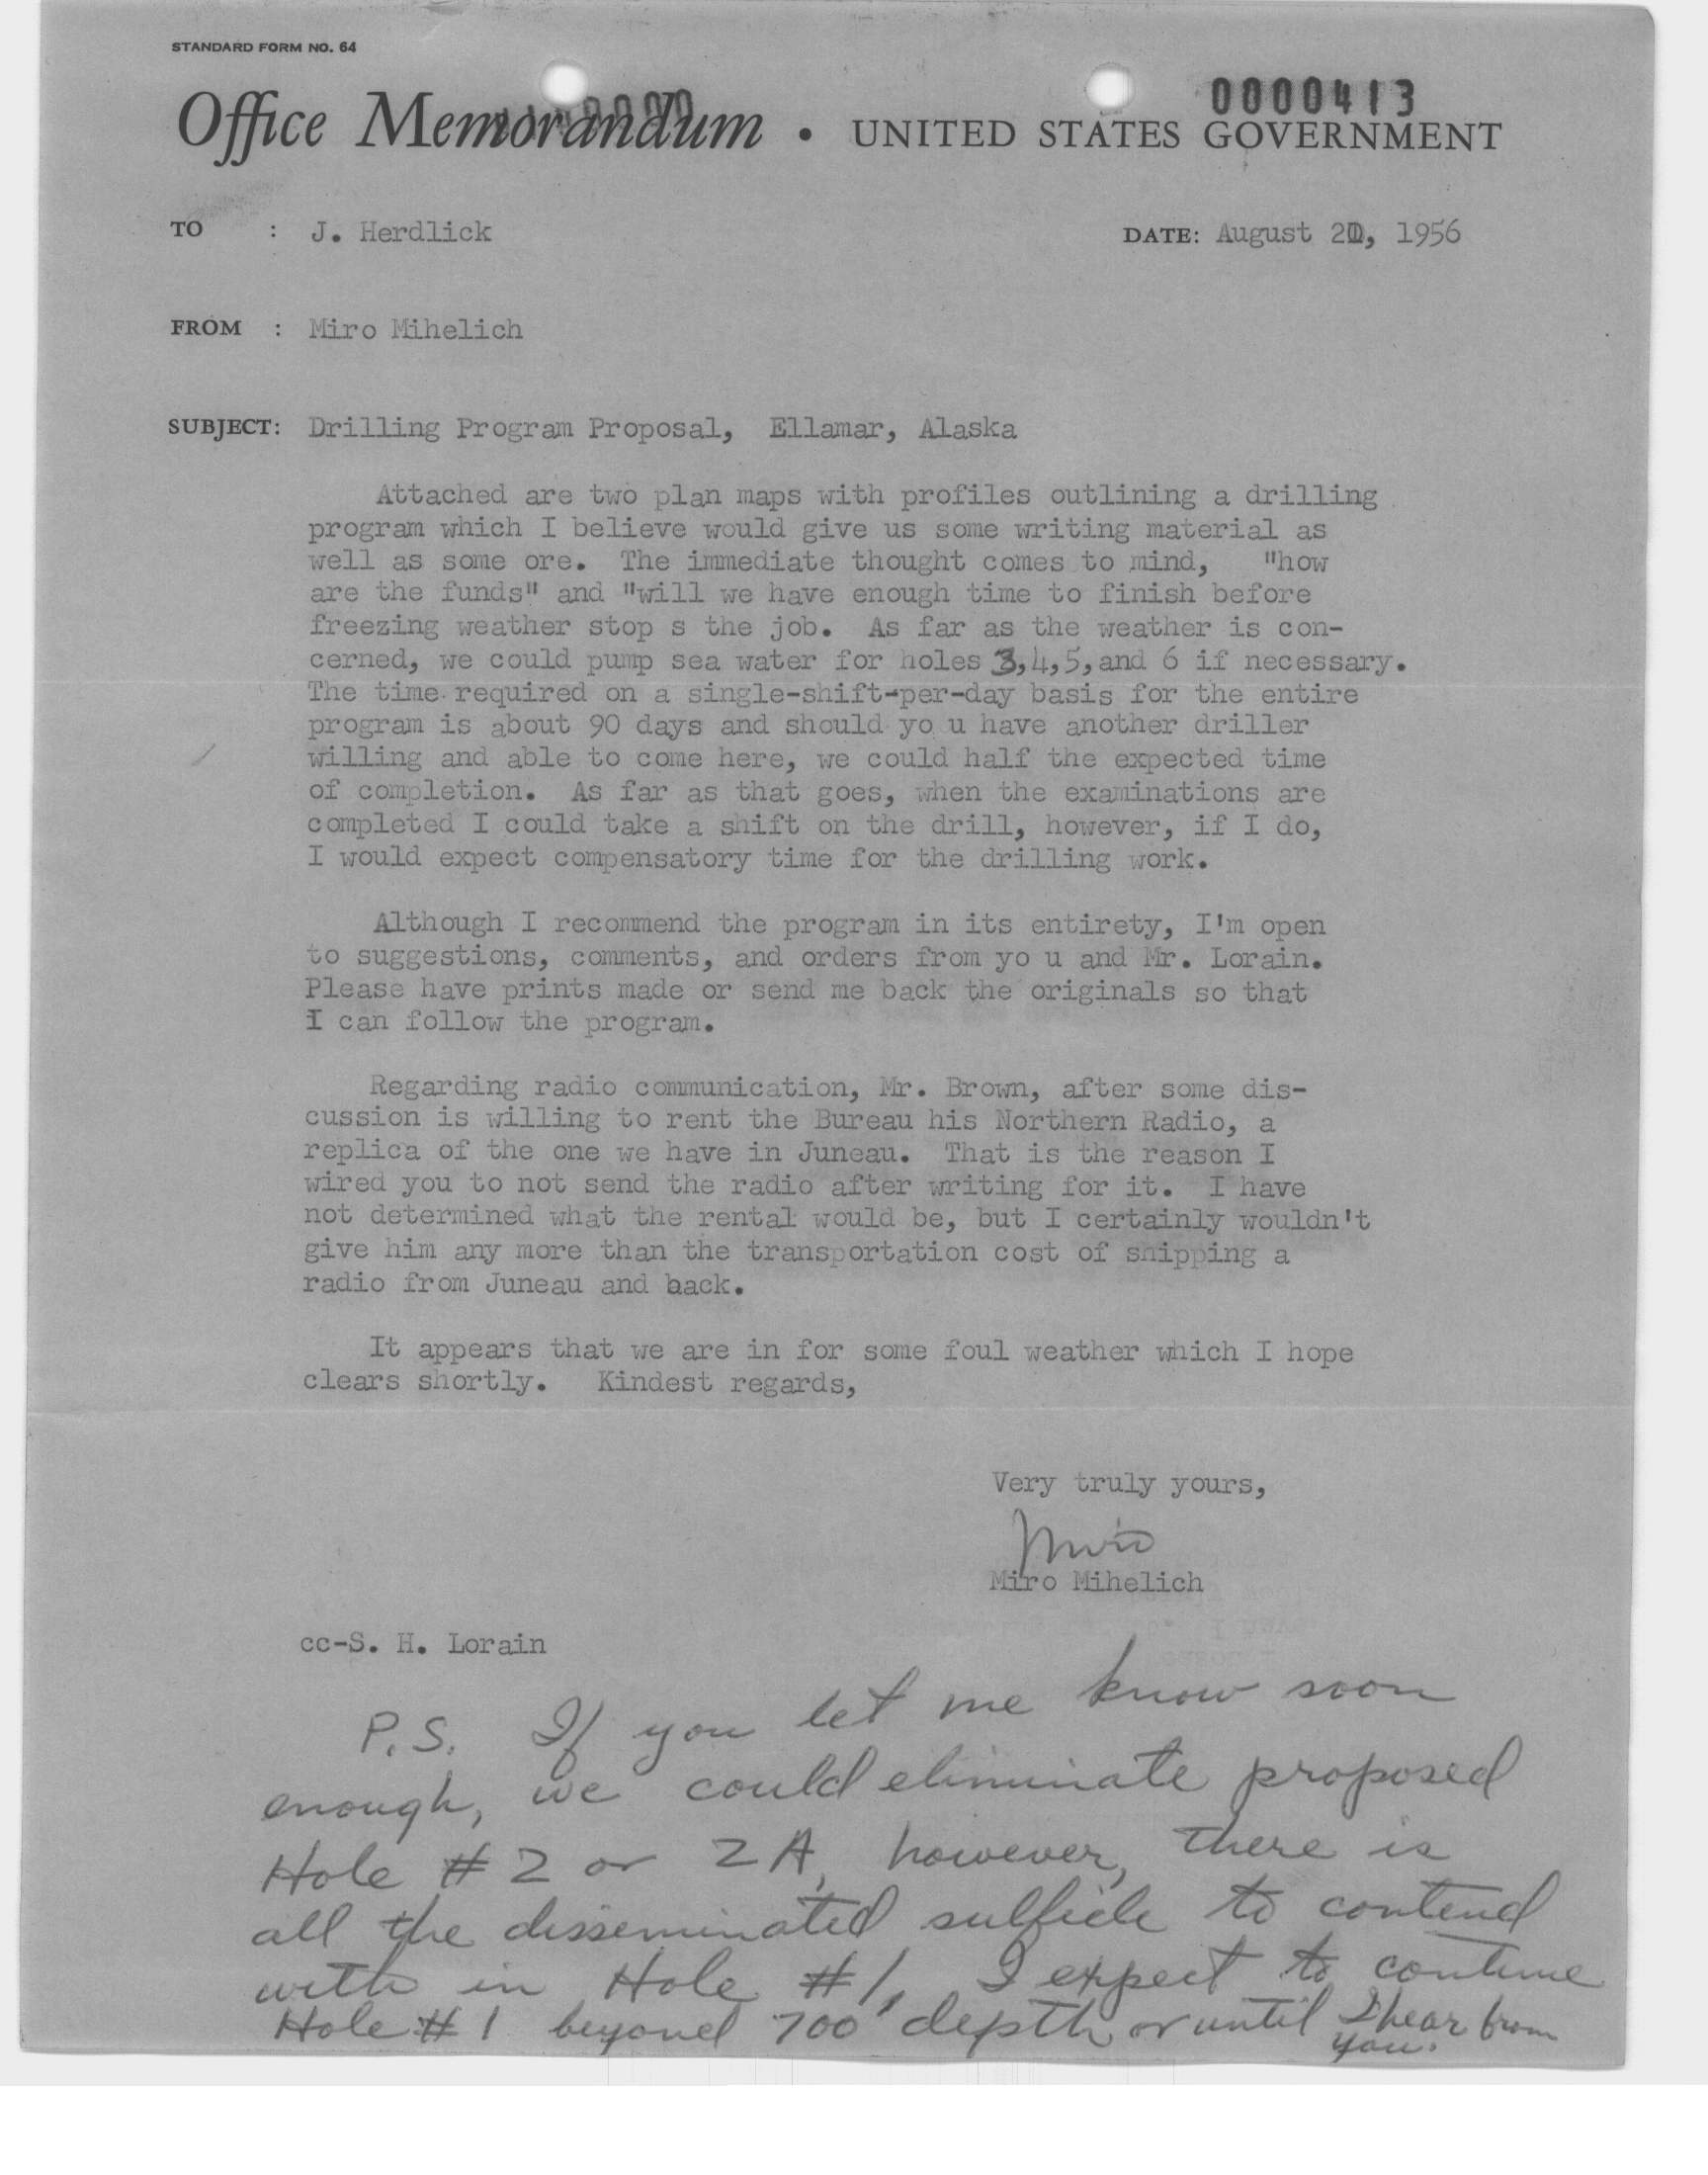 STANDARD FORM NO. 64
0000413
Office Memorandum • UNITED STATES GOVERNMENT
TO : J. Herdlick DATE: August 20, 1956
FROM : Miro Mihelich
SUBJECT: Drilling Program Proposal, Ellamar, Alaska
Attached are two plan maps with profiles outlining a drilling
program which I believe would give us some writing material as
well as some ore. The immediate thought comes to mind, "how
are the funds" and "will we have enough time to finish before
freezing weather stop s the job. As far as the weather is con-
cerned, we could pump sea water for holes 3,4,5,and 6 if necessary.
The time required on a single-shift-per-day basis for the entire
program is about 90 days and should yo u have another driller
willing and able to come here, we could half the expected time
of completion. As far as that goes, when the examinations are
completed I could take a shift on the drill, however, if I do,
I would expect compensatory time for the drilling work.
Although I recommend the program in its entirety, I'm open
to suggestions, comments, and orders from yo u and Mr. Lorain.
Please have prints made or send me back the originals so that
I can follow the program.
Regarding radio communication, Mr. Brown, after some dis-
cussion is willing to rent the Bureau his Northern Radio, a
replica of the one we have in Juneau. That is the reason I
wired you to not send the radio after writing for it. I have
not determined what the rental would be, but I certainly wouldn't
give him any more than the transportation cost of shipping a
radio from Juneau and back.
It appears that we are in for some foul weather which I hope
clears shortly. Kindest regards,
Very truly yours,
Miro
Miro Mihelich
cc-S. H. Lorain
P.S. If you let me know soon
enough, we could eliminate proposed
Hole #2 or 2A, however, there is
all the disseminated sulfide to contend
with in Hole #1, I expect to continue
Hole #1 beyond 700' depth or until I hear from
you.